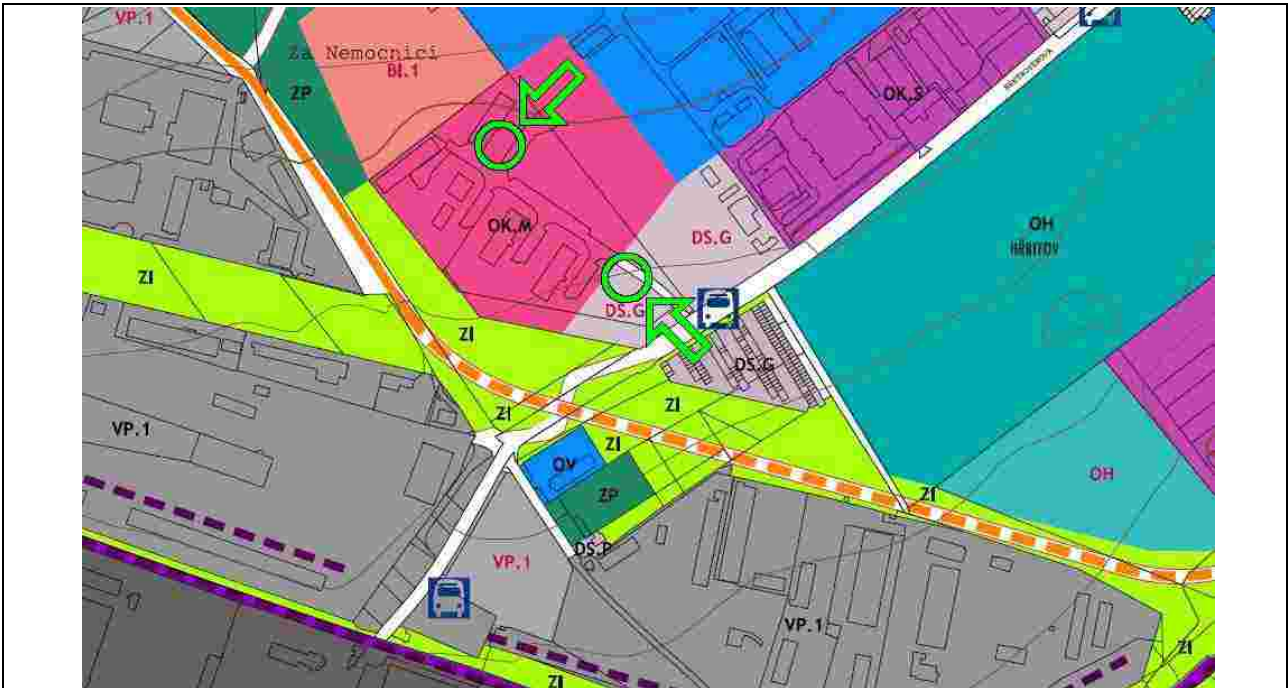 VP.1
Za Nemocnicí
BI.1
ZP
OK.S
OK.M
OH
HŘBITOV
DS.G
ZI
DS.G
ZI
DS.G
ZI
ZI
VP.1
ZI
OV
ZP
OH
ZI
DS.P
VP.1
VP.1
ZI
ZI